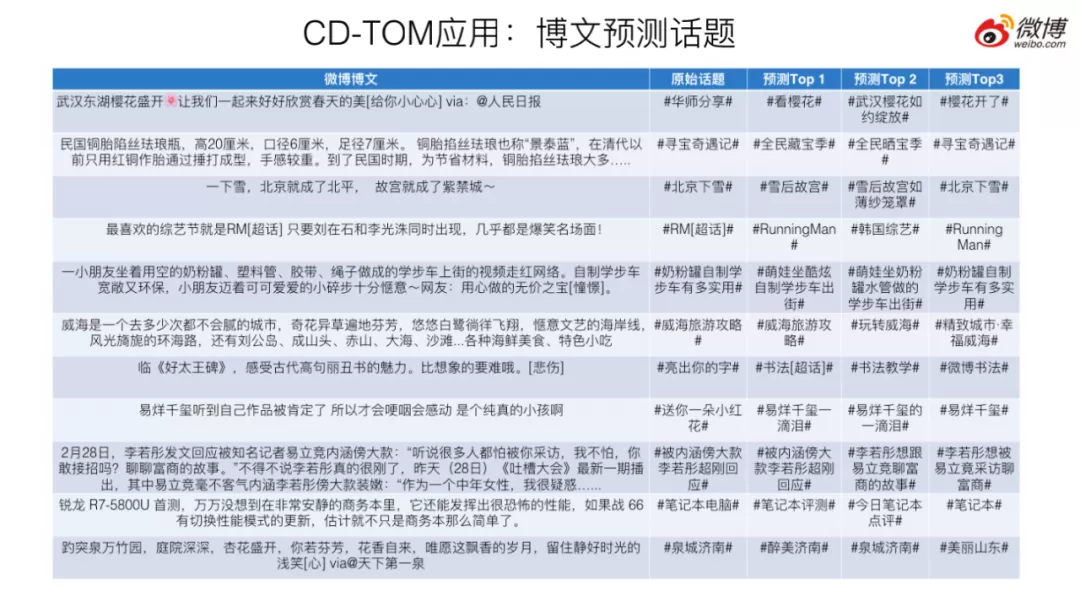 CD-TOM应用：博文预测话题
微博
weibo.com
微博博文 原始话题 预测Top 1 预测Top 2 预测Top3
武汉东湖樱花盛开🌸让我们一起来好好欣赏春天的美[给你小心心] via：@人民日报 #华师分享# #看樱花# #武汉樱花如 #樱花开了#
约绽放#
民国铜胎陷丝珐琅瓶，高20厘米，口径6厘米，足径7厘米。 铜胎掐丝珐琅也称“景泰蓝”，在清代以 #寻宝奇遇记# #全民藏宝季# #全民晒宝季 #寻宝奇遇记#
前只用红铜作胎通过捶打成型，手感较重。到了民国时期，为节省材料，铜胎掐丝珐琅大多….. #
一下雪，北京就成了北平， 故宫就成了紫禁城～ #北京下雪# #雪后故宫# #雪后故宫如 #北京下雪#
薄纱笼罩#
最喜欢的综艺节就是RM[超话] 只要刘在石和李光洙同时出现，几乎都是爆笑名场面！ #RM[超话]# #RunningMan #韩国综艺# #Running
# Man#
一小朋友坐着用空的奶粉罐、塑料管、胶带、绳子做成的学步车上街的视频走红网络。自制学步车 #奶粉罐自制学 #萌娃坐酷炫 #萌娃坐奶粉 #奶粉罐自制
宽敞又环保，小朋友迈着可可爱爱的小碎步十分惬意～网友：用心做的无价之宝[憧憬]。 步车有多实用# 自制学步车出 罐水管做的 学步车有多实
街# 学步车出街# 用#
威海是一个去多少次都不会腻的城市，奇花异草遍地芬芳，悠悠白鹭徜徉飞翔，惬意文艺的海岸线， #威海旅游攻略 #威海旅游攻 #玩转威海# #精致城市·幸
风光旖旎的环海路，还有刘公岛、成山头、赤山、大海、沙滩...各种海鲜美食、特色小吃 # 略# 福威海#
临《好太王碑》，感受古代高句丽丑书的魅力。比想象的要难哦。[悲伤] #亮出你的字# #书法[超话]# #书法教学# #微博书法#
易烊千玺听到自己作品被肯定了 所以才会哽咽会感动 是个纯真的小孩啊 #送你一朵小红 #易烊千玺一 #易烊千玺的 #易烊千玺#
花# 滴泪# 一滴泪#
2月28日，李若彤发文回应被知名记者易立竞内涵傍大款：“听说很多人都怕被你采访，我不怕，你 #被内涵傍大款 #被内涵傍大 #李若彤想跟 #李若彤想被
敢接招吗？聊聊富商的故事。”不得不说李若彤真的很刚了，昨天（28日）《吐槽大会》最新一期播 李若彤超刚回 款李若彤超刚 易立竞聊富 易立竟采访聊
出，其中易立竞毫不客气内涵李若彤傍大款装嫩：“作为一个中年女性，我很疑惑…… 应# 回应# 商的故事# 富商#
锐龙 R7-5800U 首测，万万没想到在非常安静的商务本里，它还能发挥出很恐怖的性能，如果战 66 #笔记本电脑# #笔记本评测# #今日笔记本 #笔记本#
有切换性能模式的更新，估计就不只是商务本那么简单了。 点评#
趵突泉万竹园，庭院深深，杏花盛开，你若芬芳，花香自来，唯愿这飘香的岁月，留住静好时光的 #泉城济南# #醉美济南# #泉城济南# #美丽山东#
浅笑[心] via@天下第一泉